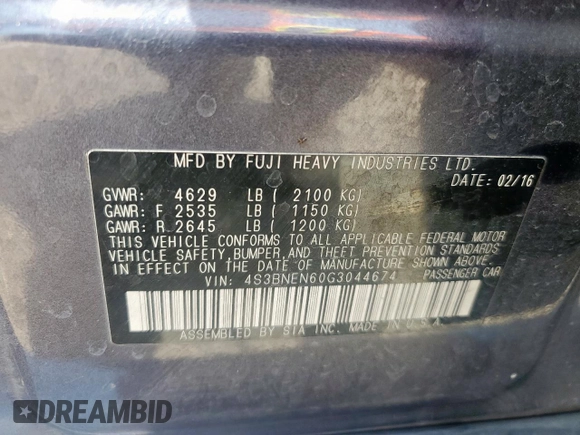 MFD BY FUJI HEAVY INDUSTRIES LTD.
DATE: 02/16
GVWR: 4629 LB ( 2100 KG)
GAWR: F 2535 LB ( 1150 KG)
GAWR: R 2645 LB ( 1200 KG)
THIS VEHICLE CONFORMS TO ALL APPLICABLE FEDERAL MOTOR
VEHICLE SAFETY, BUMPER, AND THEFT PREVENTION STANDARDS
IN EFFECT ON THE DATE OF MANUFACTURE SHOWN ABOVE.
VIN: 4S3BNEN60G3044674 PASSENGER CAR
ASSEMBLED BY SIA INC. MADE IN U.S.A.
DREAMBID